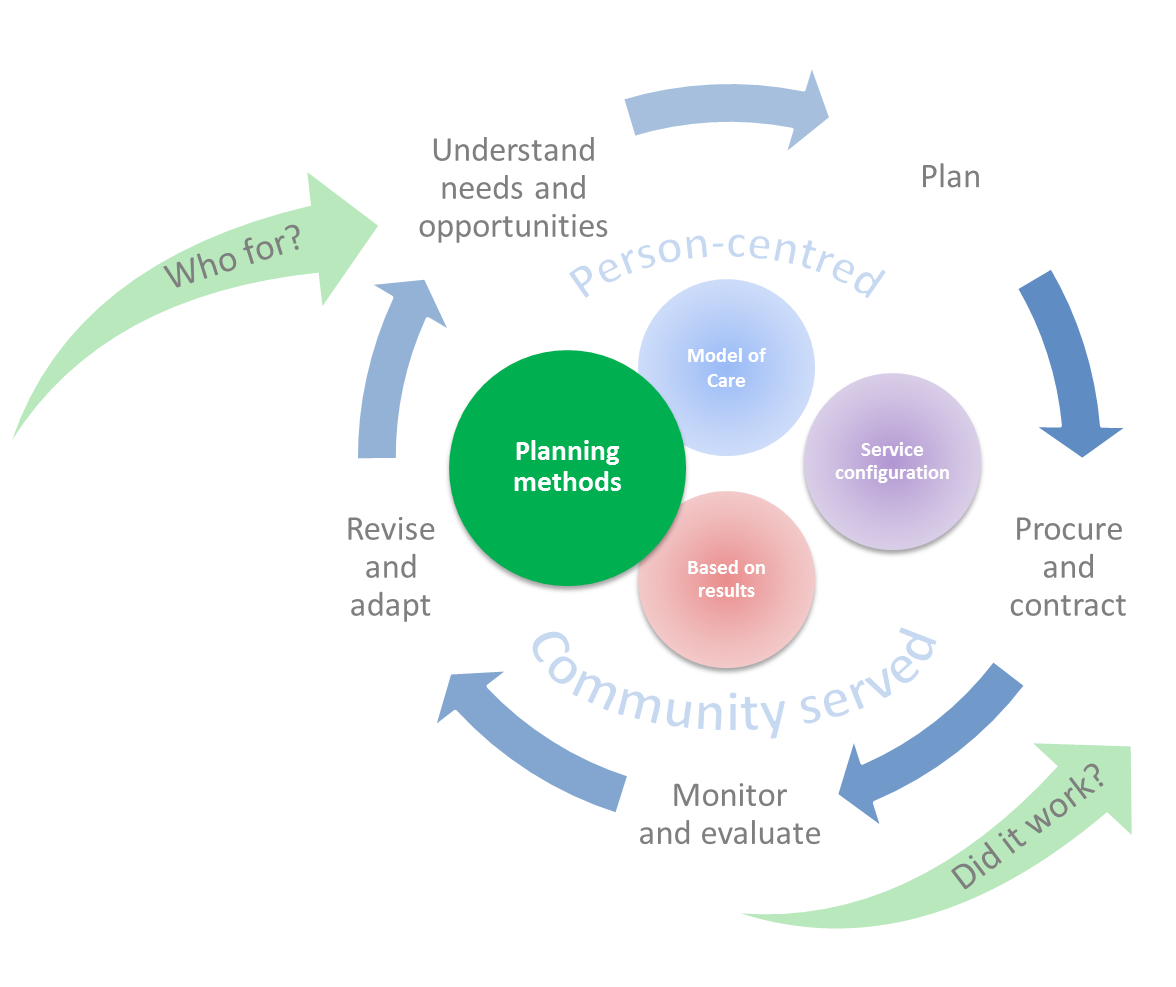 Understand
needs and
opportunities
Plan
Who for?
Person-centred
Model of
Care
Planning
methods
Service
configuration
Revise
and
adapt
Procure
and
contract
Based on
results
Community served
Monitor
and evaluate
Did it work?